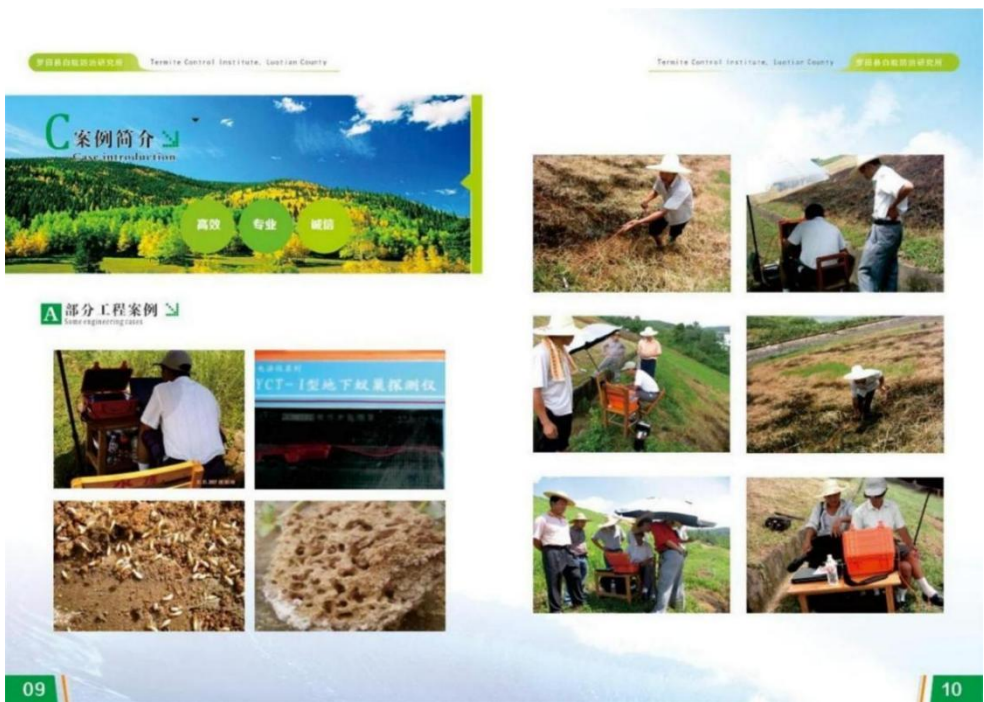 罗田县白蚁防治研究所
Termite Control Institute, Luotian County
C案例简介
Case introduction
高效
专业
诚信
A 部分工程案例
Some engineering cases
YCT-I型地下蚁巢探测仪
09
Termite Control Institute, Luotian County
罗田县白蚁防治研究所
10